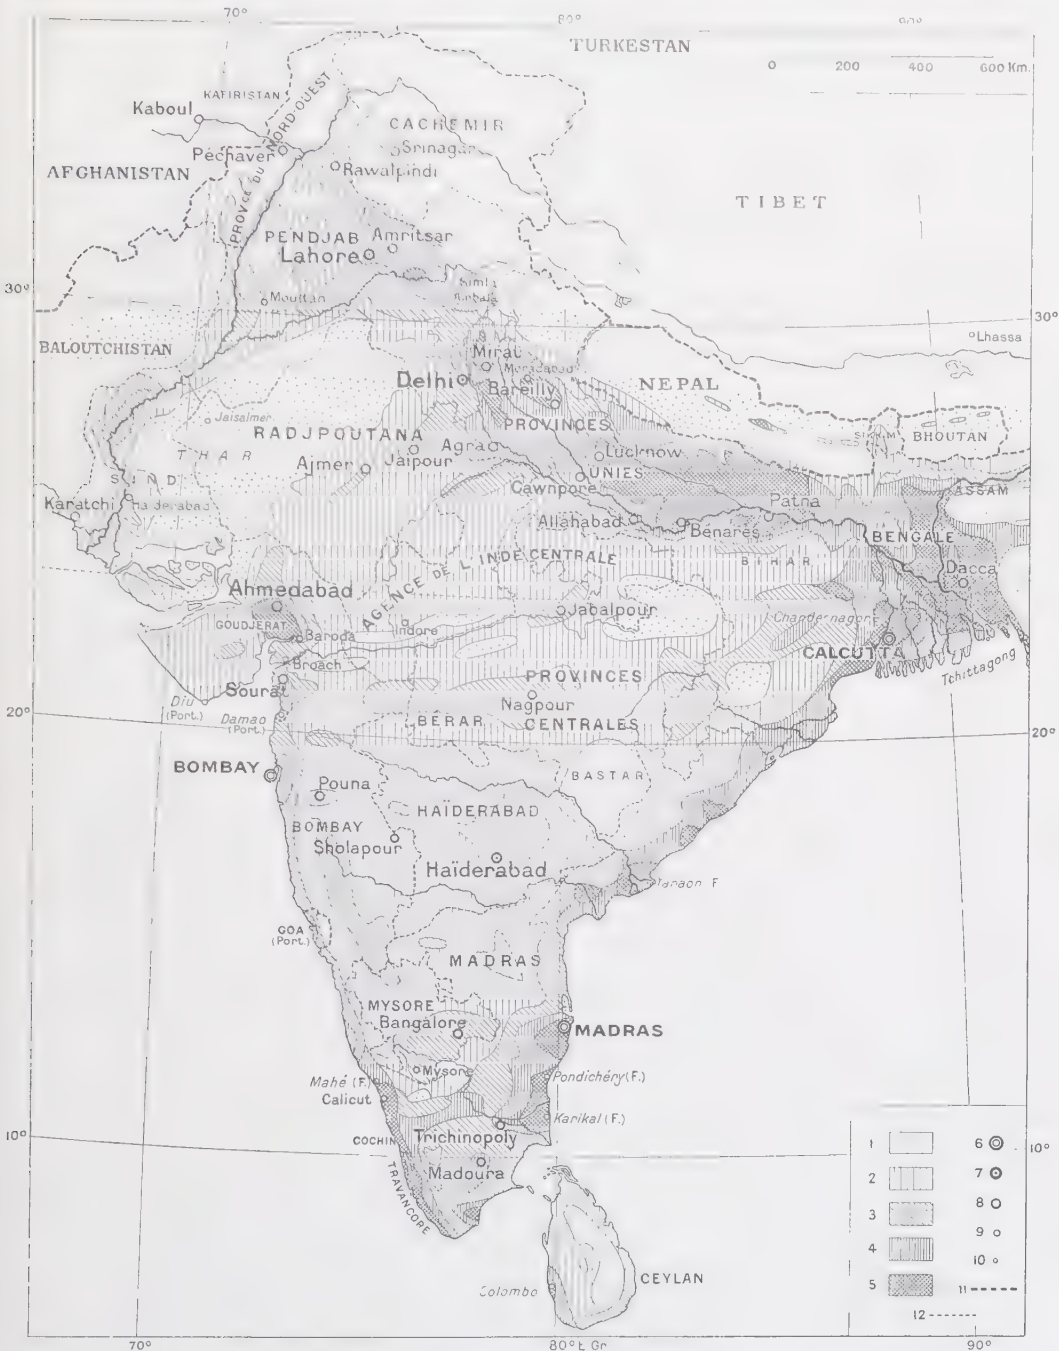 70°
80°
TURKESTAN
0 200 400 600 Km.
KAFIRISTAN
Kaboul
PROVce DU NORD-OUEST
CACHEMIR
Srinagar
Péchaver
Rawalpindi
AFGHANISTAN
TIBET
PENDJAB
Amritsar
Lahore
Simla
Ambala
30°
Moultan
30°
Lhassa
BALOUTCHISTAN
Mirat
Moradabad
Delhi
Bareilly
NEPAL
Jaisalmer
PROVINCES
UNIES
SIKHIM
BHOUTAN
RADJPOUTANA
THAR
Agra
Lucknow
Ajmer
Jaipour
SIND
Cawnpore
ASSAM
Karatchi
Haiderabad
Patna
Allahabad
Bénarès
BENGALE
AGENCE DE L'INDE CENTRALE
BIHAR
Dacca
Ahmedabad
Jabalpour
Chandernagor
GOUDJERAT
Baroda
Indore
CALCUTTA
Broach
Tchittagong
Sourat
PROVINCES
CENTRALES
Diu
(Port.)
Nagpour
20°
Damao
(Port.)
BÉRAR
20°
BOMBAY
BASTAR
Pouna
HAÏDERABAD
BOMBAY
Sholapour
Haïderabad
Yanaon F
GOA
(Port.)
MADRAS
MYSORE
Bangalore
MADRAS
Mysore
Mahé (F.)
Pondichéry (F.)
Calicut
Karikal (F.)
10°
COCHIN
Trichinopoly
10°
Madoura
TRAVANCORE
CEYLAN
Colombo
1
2
3
4
5
6
7
8
9
10
11
12
70°
80° E. Gr
90°